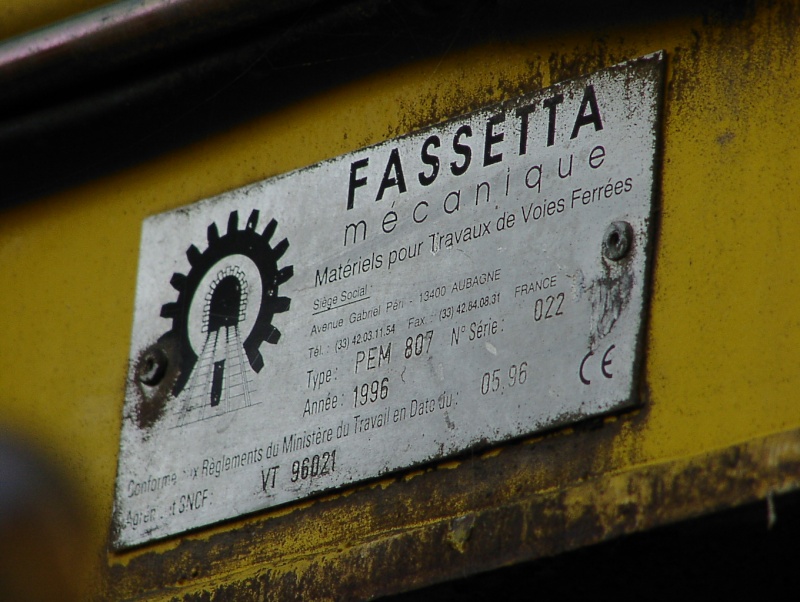 FASSETTA
mécanique
Matériels pour Travaux de Voies Ferrées
Siège Social:
Avenue Gabriel Péri - 13400 AUBAGNE FRANCE
Tél.: (33) 42.03.11.54 Fax.: (33) 42.84.08.31
Type: PEM 807 N° Série: 022
Année: 1996
Conforme Règlements du Ministère du Travail en Date du: 05.96
SNCF: VT 96021
CE